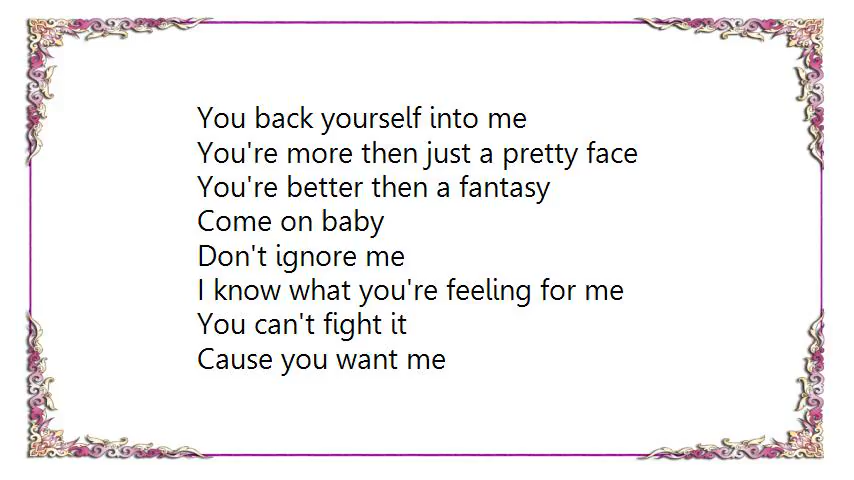 You back yourself into me
You're more then just a pretty face
You're better then a fantasy
Come on baby
Don't ignore me
I know what you're feeling for me
You can't fight it
Cause you want me